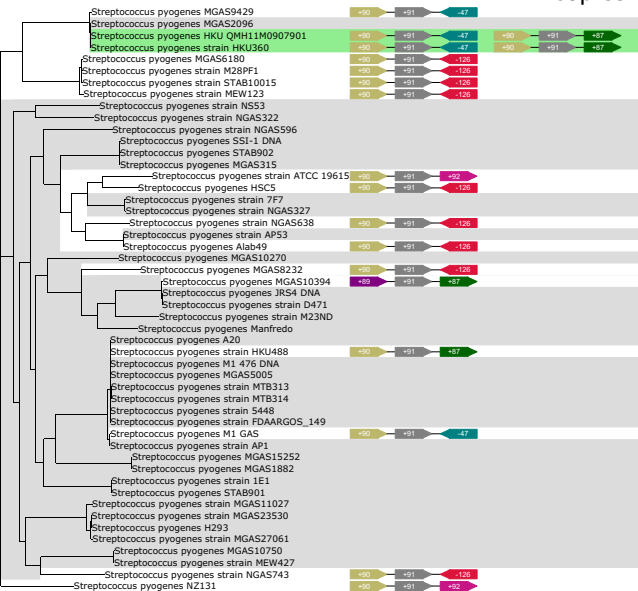 Streptococcus pyogenes MGAS9429 +90 +91 -47
Streptococcus pyogenes MGAS2096
Streptococcus pyogenes HKU QMH11M0907901 +90 +91 -47 +90 +91 +87
Streptococcus pyogenes strain HKU360 +90 +91 -47 +90 +91 +87
Streptococcus pyogenes MGAS6180 +90 +91 -126
Streptococcus pyogenes strain M28PF1 +90 +91 -126
Streptococcus pyogenes STAB10015 +90 +91 -126
Streptococcus pyogenes MEW123 +90 +91 -126
Streptococcus pyogenes strain NS53
Streptococcus pyogenes strain NGAS322
Streptococcus pyogenes strain NGAS596
Streptococcus pyogenes SSI-1 DNA
Streptococcus pyogenes STAB902
Streptococcus pyogenes MGAS315
Streptococcus pyogenes strain ATCC 19615 +90 +91 +92
Streptococcus pyogenes HSC5 +90 +91 -126
Streptococcus pyogenes strain 7F7
Streptococcus pyogenes strain NGAS327
Streptococcus pyogenes strain NGAS638 +90 +91 -126
Streptococcus pyogenes strain AP53
Streptococcus pyogenes Alab49 +90 +91 -126
Streptococcus pyogenes MGAS10270
Streptococcus pyogenes MGAS8232 +90 +91 -126
Streptococcus pyogenes MGAS10394 +89 +91 +87
Streptococcus pyogenes JRS4 DNA
Streptococcus pyogenes strain D471
Streptococcus pyogenes strain M23ND
Streptococcus pyogenes Manfredo
Streptococcus pyogenes A20
Streptococcus pyogenes strain HKU488 +90 +91 +87
Streptococcus pyogenes M1 476 DNA
Streptococcus pyogenes MGAS5005
Streptococcus pyogenes strain MTB313
Streptococcus pyogenes strain MTB314
Streptococcus pyogenes strain 5448
Streptococcus pyogenes strain FDAARGOS_149
Streptococcus pyogenes M1 GAS +90 +91 -47
Streptococcus pyogenes strain AP1
Streptococcus pyogenes MGAS15252
Streptococcus pyogenes MGAS1882
Streptococcus pyogenes strain 1E1
Streptococcus pyogenes STAB901
Streptococcus pyogenes strain MGAS11027
Streptococcus pyogenes strain MGAS23530
Streptococcus pyogenes H293
Streptococcus pyogenes strain MGAS27061
Streptococcus pyogenes MGAS10750
Streptococcus pyogenes strain MEW427
Streptococcus pyogenes strain NGAS743 +90 +91 -126
Streptococcus pyogenes NZ131 +90 +91 +92